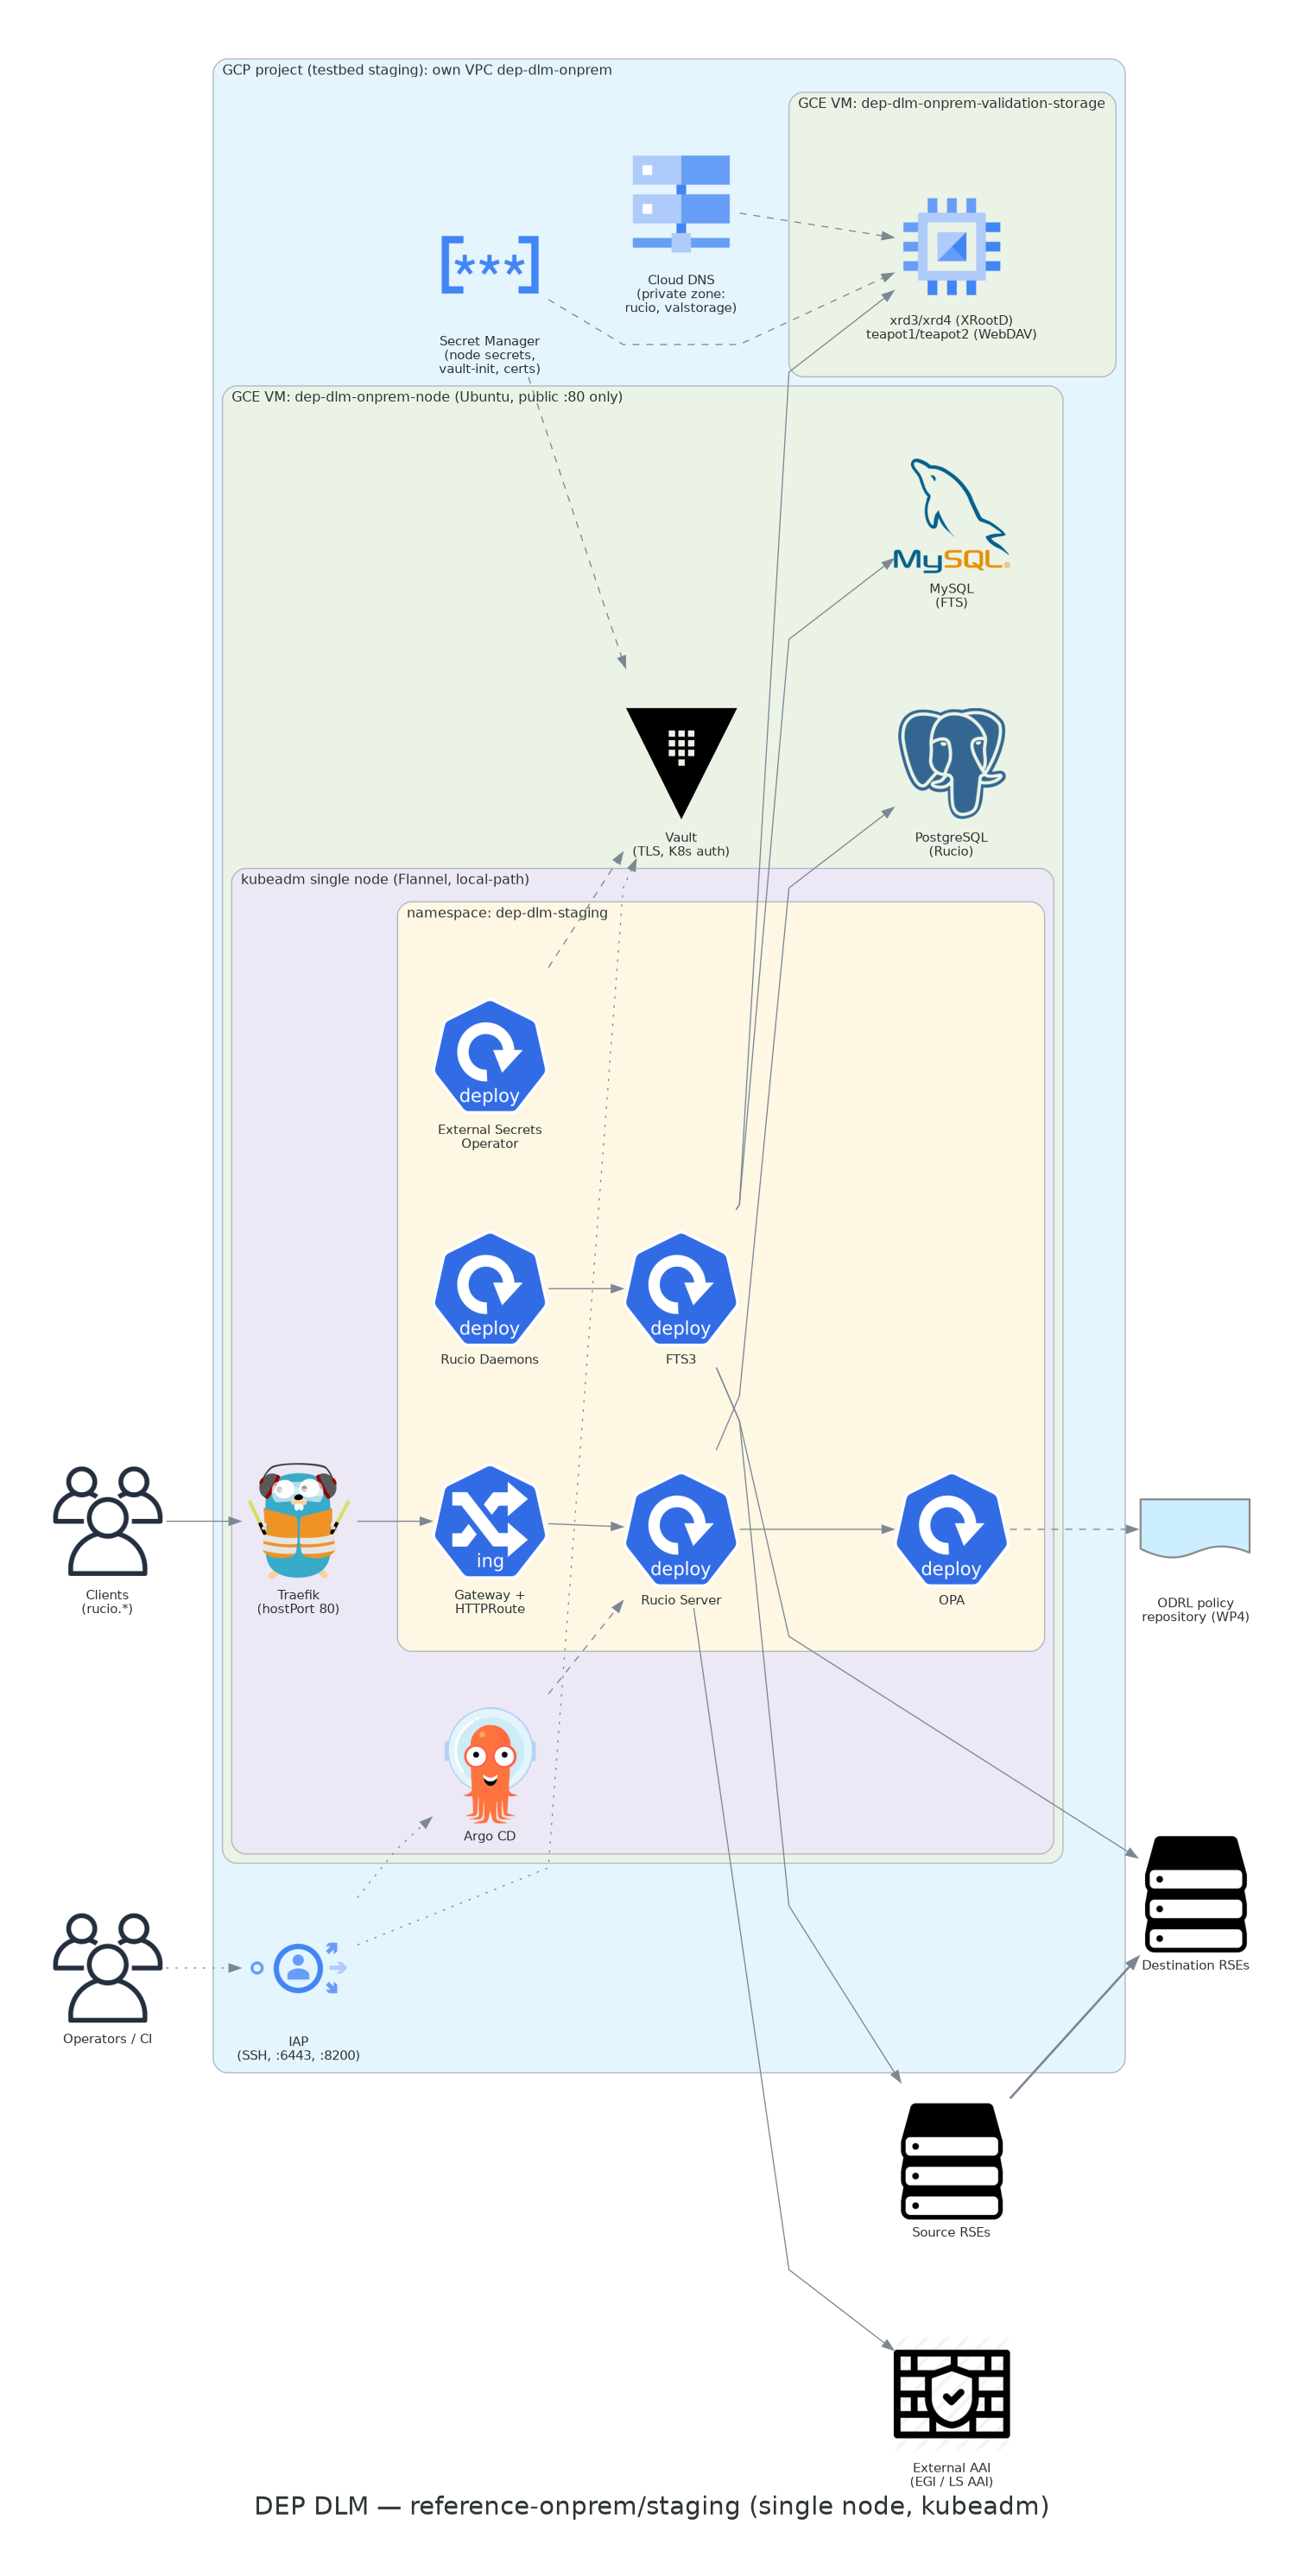 GCP project (testbed staging): own VPC dep-dlm-onprem
GCE VM: dep-dlm-onprem-validation-storage
[***]
Cloud DNS
(private zone:
rucio, valstorage)
xrd3/xrd4 (XRootD)
teapot1/teapot2 (WebDAV)
Secret Manager
(node secrets,
vault-init, certs)
GCE VM: dep-dlm-onprem-node (Ubuntu, public :80 only)
MySQL®
MySQL
(FTS)
Vault
(TLS, K8s auth)
PostgreSQL
(Rucio)
kubeadm single node (Flannel, local-path)
namespace: dep-dlm-staging
deploy
External Secrets
Operator
deploy
Rucio Daemons
deploy
FTS3
Clients
(rucio.*)
Traefik
(hostPort 80)
ing
Gateway +
HTTPRoute
deploy
Rucio Server
deploy
OPA
ODRL policy
repository (WP4)
Argo CD
Operators / CI
IAP
(SSH, :6443, :8200)
Destination RSEs
Source RSEs
External AAI
(EGI / LS AAI)
DEP DLM — reference-onprem/staging (single node, kubeadm)